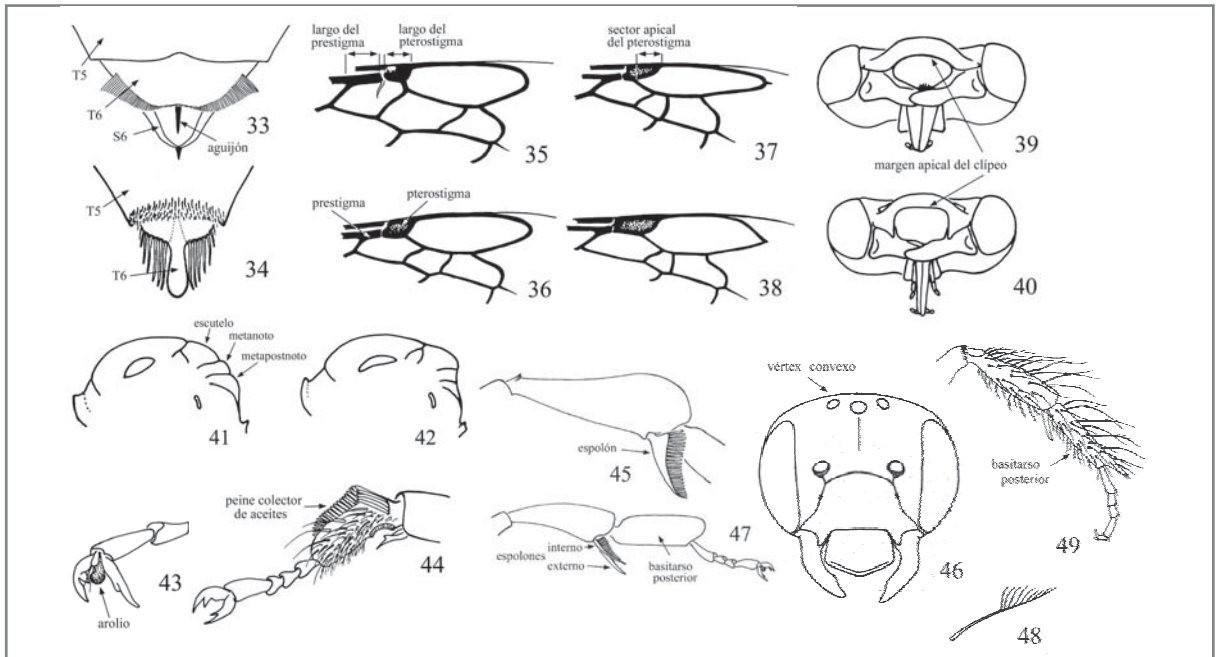 T5
T6
S6
aguijón
33
T5
T6
34
largo del
prestigma
largo del
pterostigma
35
prestigma
pterostigma
36
sector apical
del pterostigma
37
38
39
margen apical del clípeo
40
escutelo
metanoto
metapostnoto
41
42
arolio
43
peine colector
de aceites
44
espolón
45
vértex convexo
46
espolones
interno
externo
basitarso
posterior
47
48
basitarso
posterior
49